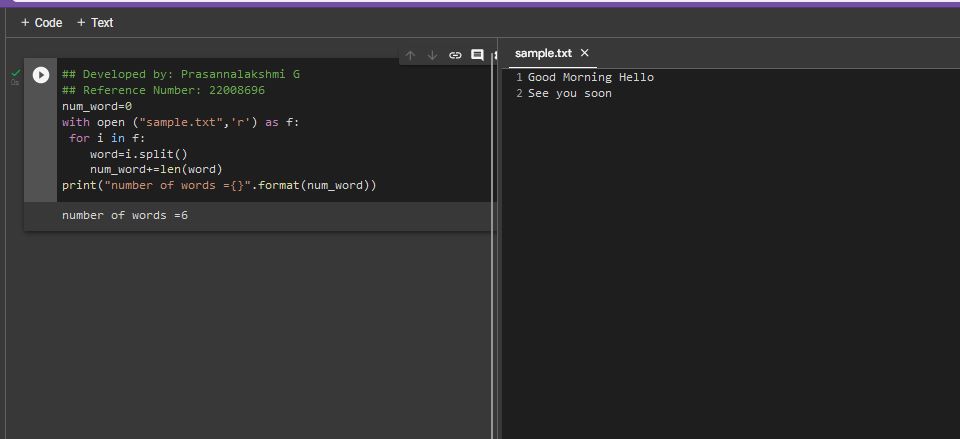 + Code + Text
## Developed by: Prasannalakshmi G
## Reference Number: 22008696
num_word=0
with open ("sample.txt",'r') as f:
 for i in f:
    word=i.split()
    num_word+=len(word)
print("number of words ={}".format(num_word))
number of words =6
0s
sample.txt ×
1 Good Morning Hello
2 See you soon